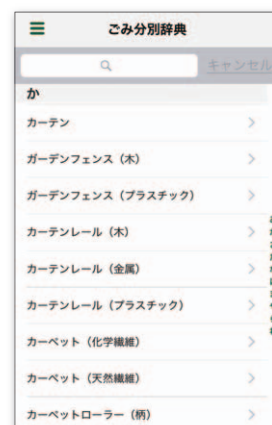 ごみ分別辞典
キャンセル
か
カーテン
ガーデンフェンス（木）
ガーデンフェンス（プラスチック）
カーテンレール（木）
カーテンレール（金属）
カーテンレール（プラスチック）
カーペット（化学繊維）
カーペット（天然繊維）
カーペットローラー（柄）